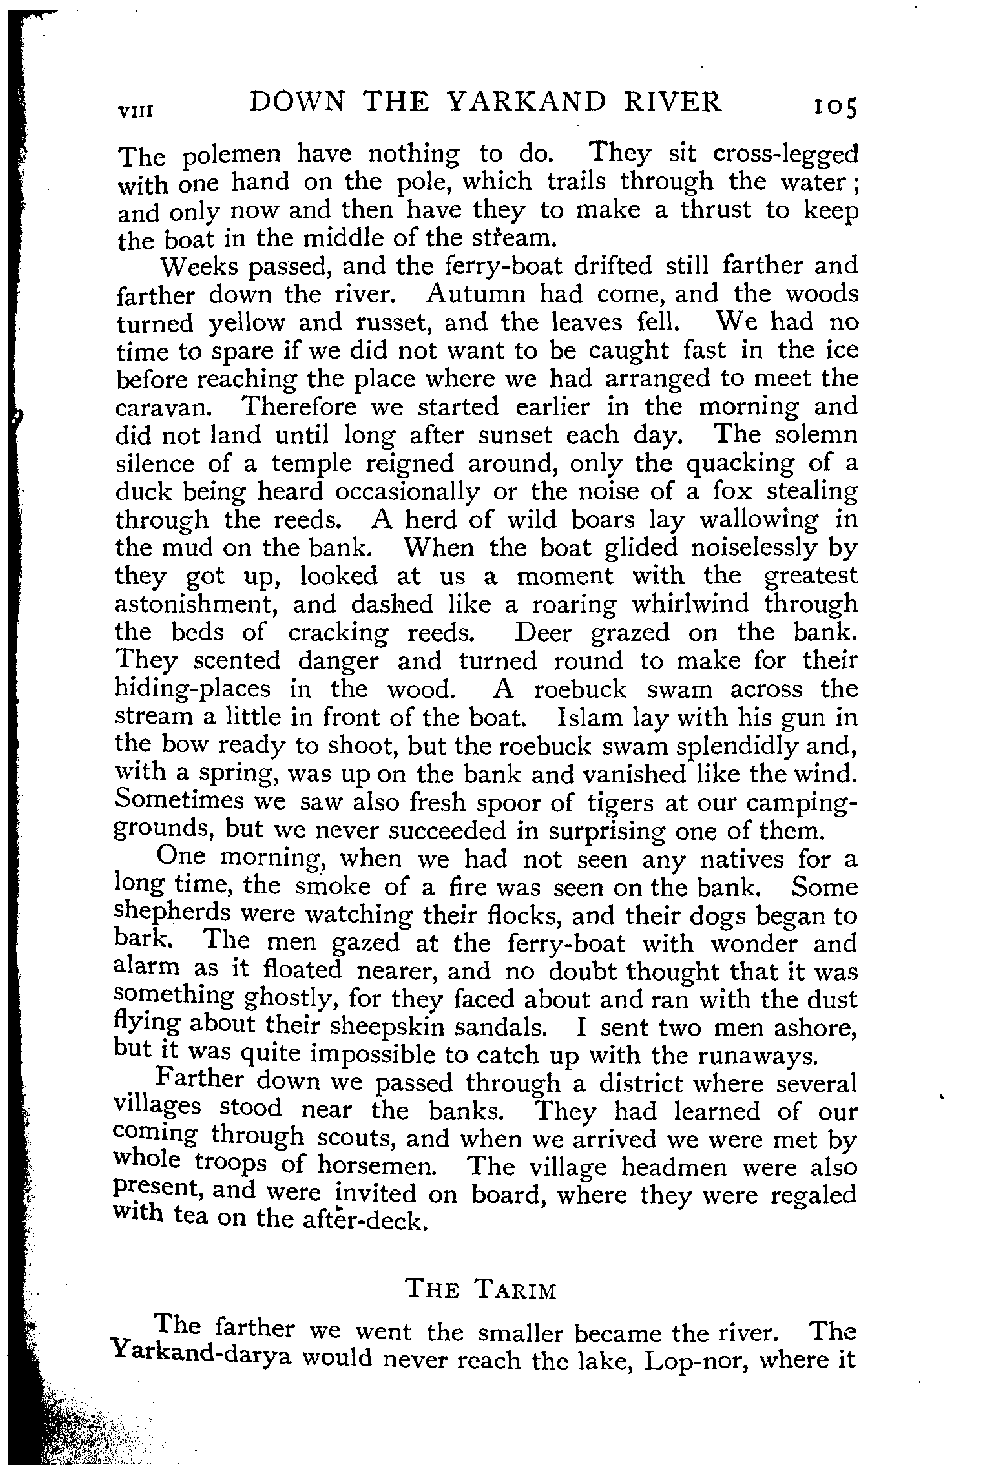 VIII DOWN THE YARKAND RIVER 105
The polemen have nothing to do. They sit cross-legged
with one hand on the pole, which trails through the water ;
and only now and then have they to make a thrust to keep
the boat in the middle of the stream.
Weeks passed, and the ferry-boat drifted still farther and
farther down the river. Autumn had come, and the woods
turned yellow and russet, and the leaves fell. We had no
time to spare if we did not want to be caught fast in the ice
before reaching the place where we had arranged to meet the
caravan. Therefore we started earlier in the morning and
did not land until long after sunset each day. The solemn
silence of a temple reigned around, only the quacking of a
duck being heard occasionally or the noise of a fox stealing
through the reeds. A herd of wild boars lay wallowing in
the mud on the bank. When the boat glided noiselessly by
they got up, looked at us a moment with the greatest
astonishment, and dashed like a roaring whirlwind through
the beds of cracking reeds. Deer grazed on the bank.
They scented danger and turned round to make for their
hiding-places in the wood. A roebuck swam across the
stream a little in front of the boat. Islam lay with his gun in
the bow ready to shoot, but the roebuck swam splendidly and,
with a spring, was up on the bank and vanished like the wind.
Sometimes we saw also fresh spoor of tigers at our camping-
grounds, but we never succeeded in surprising one of them.
One morning, when we had not seen any natives for a
long time, the smoke of a fire was seen on the bank. Some
shepherds were watching their flocks, and their dogs began to
bark. The men gazed at the ferry-boat with wonder and
alarm as it floated nearer, and no doubt thought that it was
something ghostly, for they faced about and ran with the dust
flying about their sheepskin sandals. I sent two men ashore,
but it was quite impossible to catch up with the runaways.
Farther down we passed through a district where several
villages stood near the banks. They had learned of our
coming through scouts, and when we arrived we were met by
whole troops of horsemen. The village headmen were also
present, and were invited on board, where they were regaled
with tea on the after-deck.
THE TARIM
The farther we went the smaller became the river. The
Yarkand-darya would never reach the lake, Lop-nor, where it